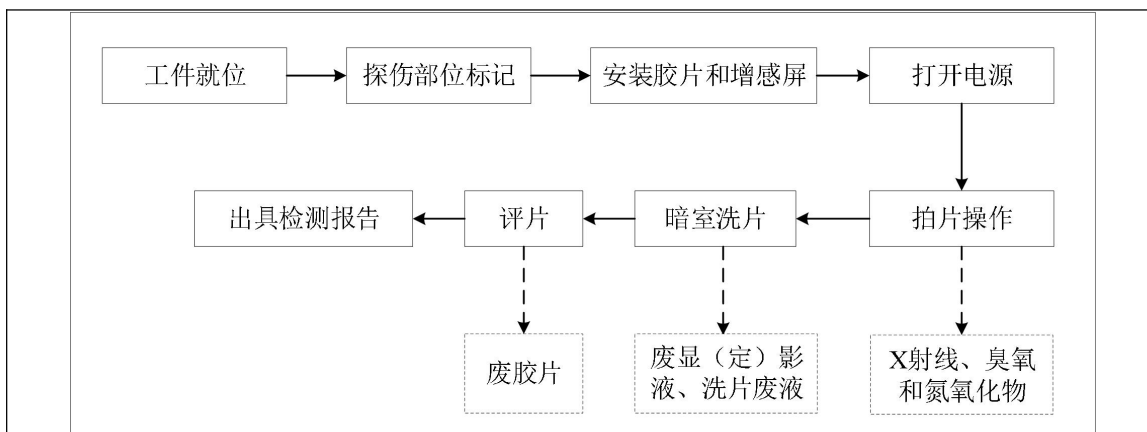 工件就位
探伤部位标记
安装胶片和增感屏
打开电源
出具检测报告
评片
暗室洗片
拍片操作
废胶片
废显（定）影
液、洗片废液
X射线、臭氧
和氮氧化物